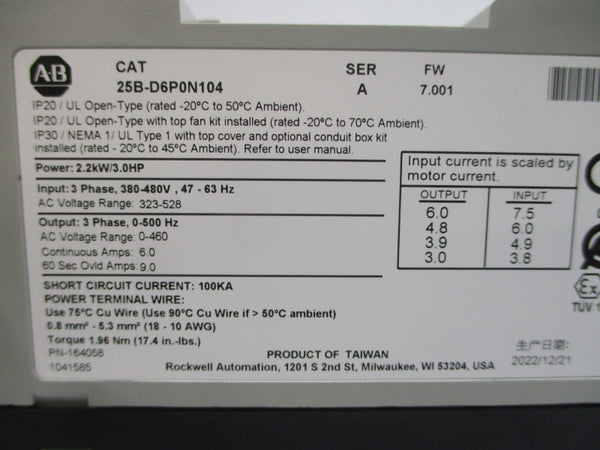 A-B
CAT SER FW
25B-D6P0N104 A 7.001
IP20 / UL Open-Type (rated -20°C to 50°C Ambient).
IP20 / UL Open-Type with top fan kit installed (rated -20°C to 70°C Ambient).
IP30 / NEMA 1/ UL Type 1 with top cover and optional conduit box kit
installed (rated - 20°C to 45°C Ambient). Refer to user manual.
Power: 2.2kW/3.0HP
Input: 3 Phase, 380-480V , 47 - 63 Hz
AC Voltage Range: 323-528
Output: 3 Phase, 0-500 Hz
AC Voltage Range: 0-460
Continuous Amps: 6.0
60 Sec Ovld Amps: 9.0
Input current is scaled by
motor current.
OUTPUT INPUT
6.0 7.5
4.8 6.0
3.9 4.9
3.0 3.8
SHORT CIRCUIT CURRENT: 100KA
POWER TERMINAL WIRE:
Use 75°C Cu Wire (Use 90°C Cu Wire if > 50°C ambient)
0.8 mm² - 5.3 mm² (18 - 10 AWG)
Torque 1.96 Nm (17.4 in.-lbs.)
PN-164058
1041585
PRODUCT OF TAIWAN
Rockwell Automation, 1201 S 2nd St, Milwaukee, WI 53204, USA
Ex
TUV 1
生产日期:
2022/12/21